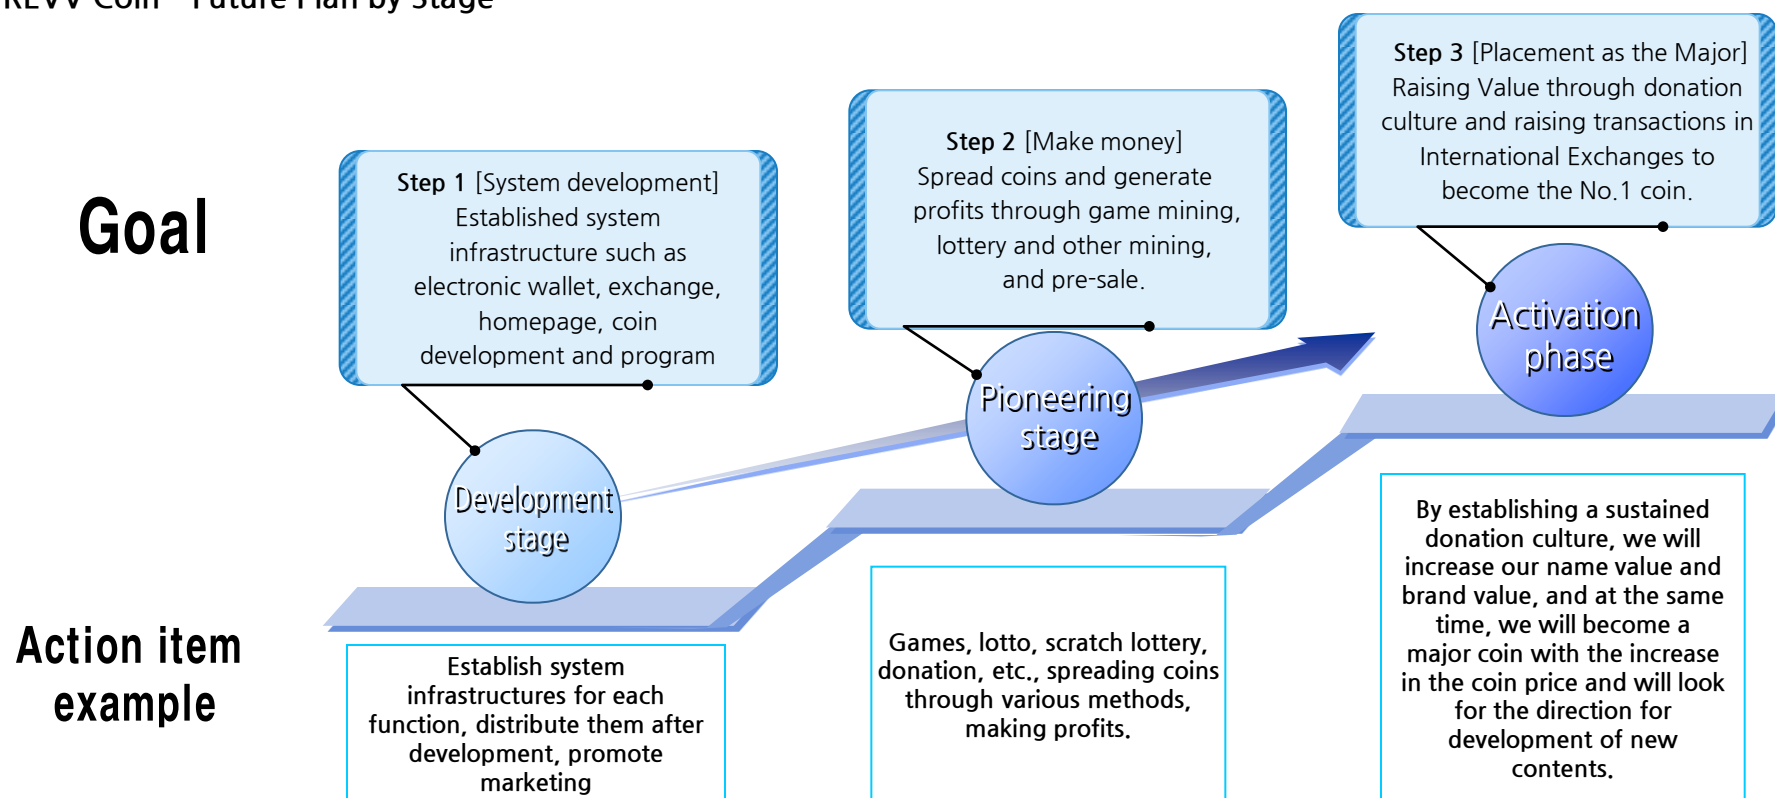 REVV Coin - Future Plan by Stage
Goal
Step 1 [System development]
Established system
infrastructure such as
electronic wallet, exchange,
homepage, coin
development and program
Step 2 [Make money]
Spread coins and generate
profits through game mining,
lottery and other mining,
and pre-sale.
Step 3 [Placement as the Major]
Raising Value through donation
culture and raising transactions in
International Exchanges to
become the No.1 coin.
Development
stage
Pioneering
stage
Activation
phase
Action item
example
Establish system
infrastructures for each
function, distribute them after
development, promote
marketing
Games, lotto, scratch lottery,
donation, etc., spreading coins
through various methods,
making profits.
By establishing a sustained
donation culture, we will
increase our name value and
brand value, and at the same
time, we will become a
major coin with the increase
in the coin price and will look
for the direction for
development of new
contents.